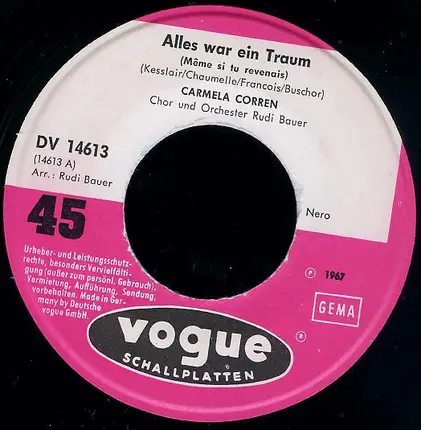 Alles war ein Traum
(Même si tu revenais)
(Kesslair/Chaumelle/Francois/Buschor)
CARMELA CORREN
Chor und Orchester Rudi Bauer
DV 14613
(14613 A)
Arr.: Rudi Bauer
45
Nero
Urheber- und Leistungsschutz-
rechte, besonders Vervielfälti-
gung (außer zum persönl. Gebrauch),
Vermietung, Aufführung, Sendung,
vorbehalten. Made in Ger-
many by Deutsche
vogue GmbH.
℗ 1967
GEMA
®
vogue
SCHALLPLATTEN